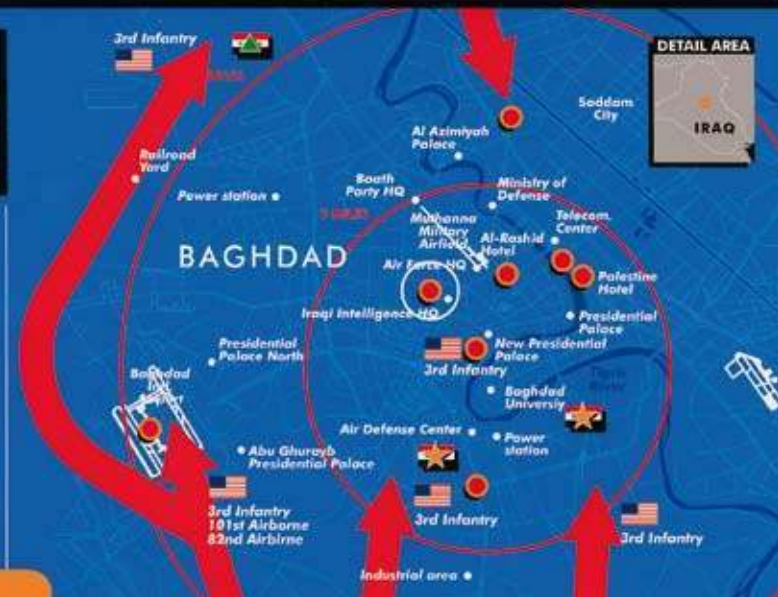 3rd Infantry
DETAIL AREA
IRAQ
Saddam
City
Al Azimiyah
Palace
Railroad
Yard
Power station
Baath
Party HQ
Ministry of
Defense
Muthanna
Military
Airfield
Telecom.
Center
Al-Rashid
Hotel
BAGHDAD
Air Force HQ
Palestine
Hotel
Iraqi Intelligence HQ
Presidential
Palace
Presidential
Palace North
New Presidential
Palace
3rd Infantry
Baghdad
Baghdad
University
Air Defense Center
Power
station
Abu Ghurayb
Presidential Palace
3rd Infantry
101st Airborne
82nd Airbirne
3rd Infantry
3rd Infantry
Industrial area